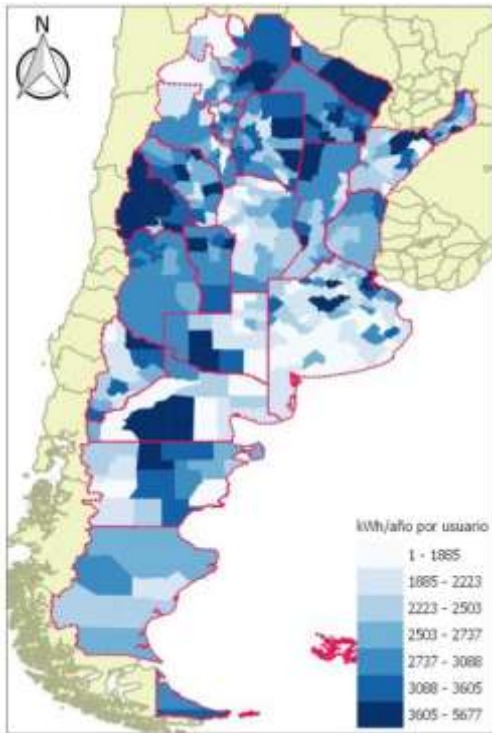 N
kWh/año por usuario
1 - 1885
1885 - 2223
2223 - 2503
2503 - 2737
2737 - 3088
3088 - 3605
3605 - 5677